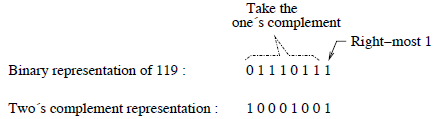 Take the
one´s complement
Right−most 1
Binary representation of 119 : 0 1 1 1 0 1 1 1
Two´s complement representation : 1 0 0 0 1 0 0 1